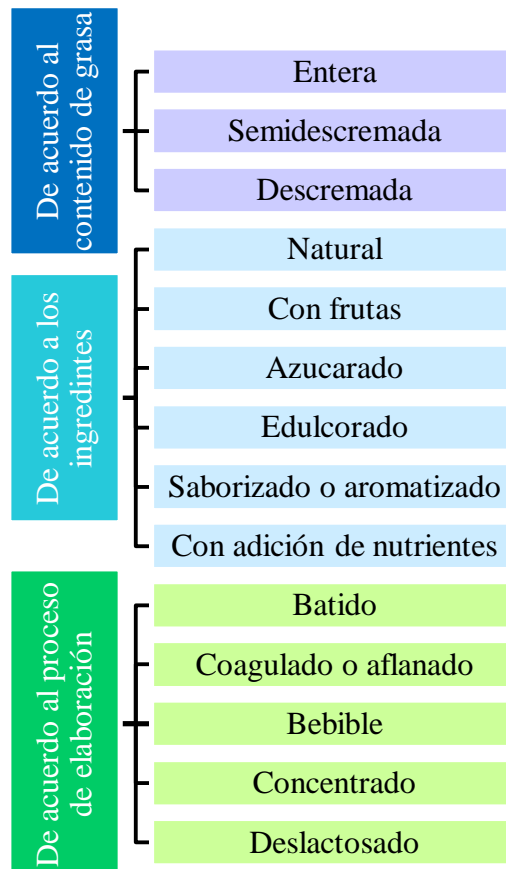 De acuerdo al
contenido de grasa
Entera
Semidescremada
Descremada
De acuerdo a los
ingredintes
Natural
Con frutas
Azucarado
Edulcorado
Saborizado o aromatizado
Con adición de nutrientes
De acuerdo al proceso
de elaboración
Batido
Coagulado o aflanado
Bebible
Concentrado
Deslactosado